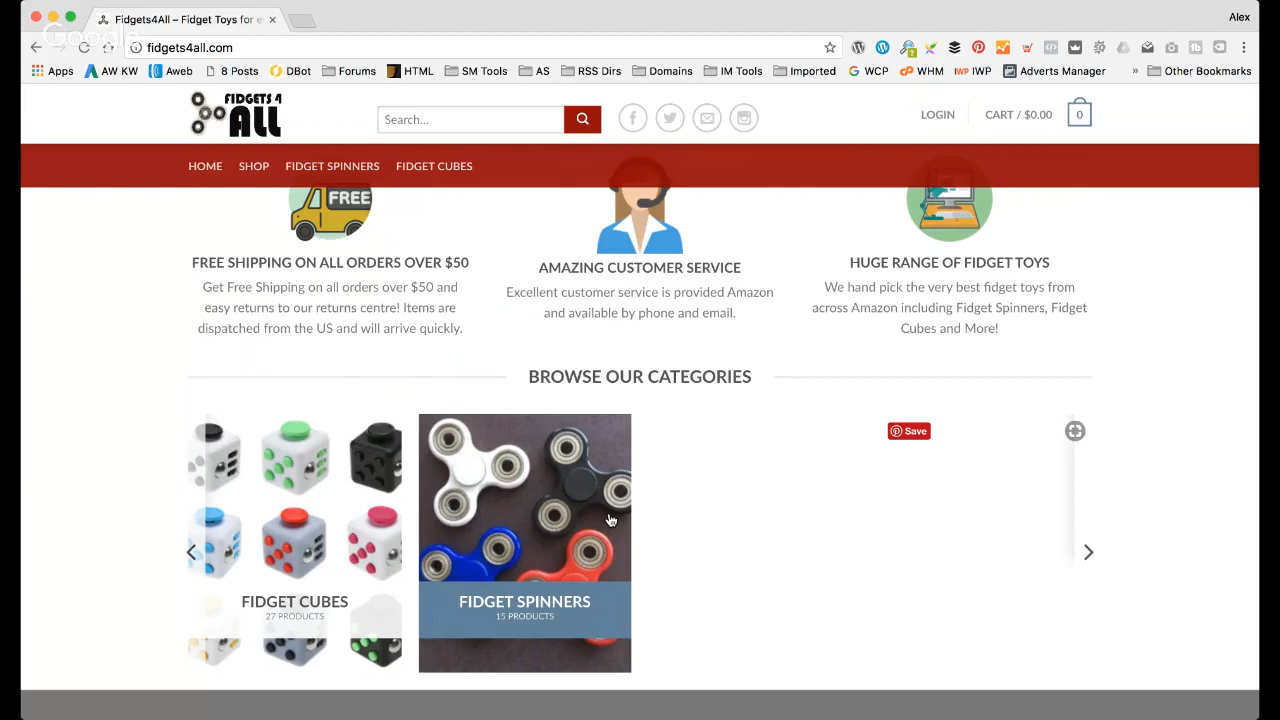 Fidgets4All – Fidget Toys for e
Alex
Google
fidgets4all.com
Apps
AW KW
Aweb
8 Posts
DBot
Forums
HTML
SM Tools
AS
RSS Dirs
Domains
IM Tools
Imported
WCP
WHM
IWP
Adverts Manager
»
Other Bookmarks
FIDGETS 4
ALL
Search...
LOGIN
CART / $0.00
0
HOME
SHOP
FIDGET SPINNERS
FIDGET CUBES
FREE
FREE SHIPPING ON ALL ORDERS OVER $50
Get Free Shipping on all orders over $50 and
easy returns to our returns centre! Items are
dispatched from the US and will arrive quickly.
AMAZING CUSTOMER SERVICE
Excellent customer service is provided Amazon
and available by phone and email.
HUGE RANGE OF FIDGET TOYS
We hand pick the very best fidget toys from
across Amazon including Fidget Spinners, Fidget
Cubes and More!
BROWSE OUR CATEGORIES
Save
FIDGET CUBES
27 PRODUCTS
FIDGET SPINNERS
15 PRODUCTS